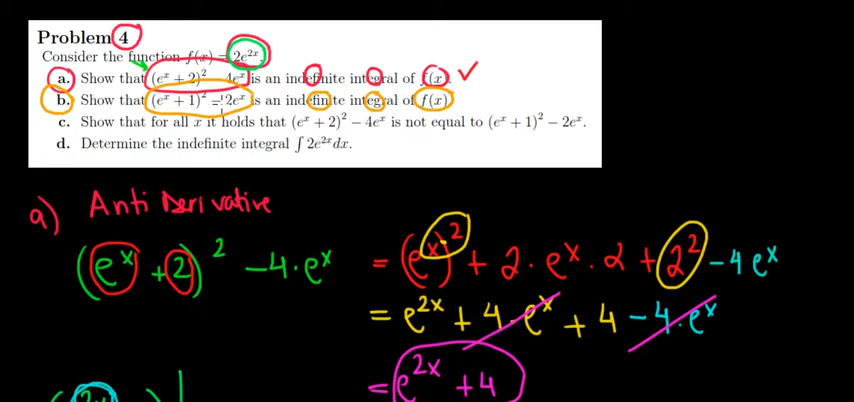 Problem 4
Consider the function f(x) = 2e^{2x}.
a. Show that (e^x + 2)^2 − 4e^x is an indefinite integral of f(x). ✓
b. Show that (e^x + 1)^2 − 2e^x is an indefinite integral of f(x).
c. Show that for all x it holds that (e^x + 2)^2 − 4e^x is not equal to (e^x + 1)^2 − 2e^x.
d. Determine the indefinite integral ∫ 2e^{2x}dx.
a) Anti Derivative
(e^x + 2)^2 − 4·e^x = (e^x)^2 + 2·e^x·2 + 2^2 − 4e^x
= e^{2x} + 4·e^x + 4 − 4·e^x
= e^{2x} + 4